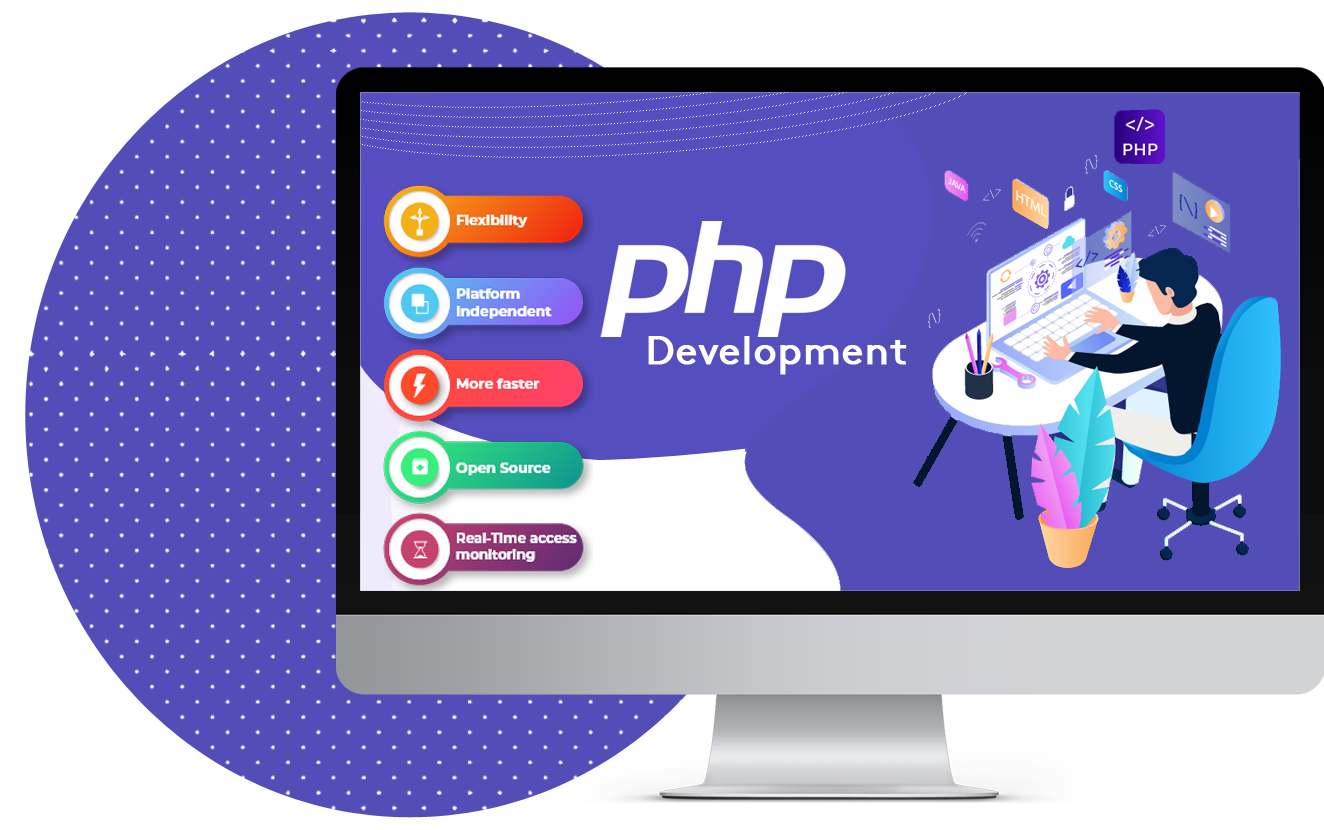 Flexibility
Platform
Independent
More faster
Open Source
Real-Time access
monitoring
php
Development
</>
PHP
JAVA
</>
HTML
{/}
CSS
{/}
</>
</>
{/}